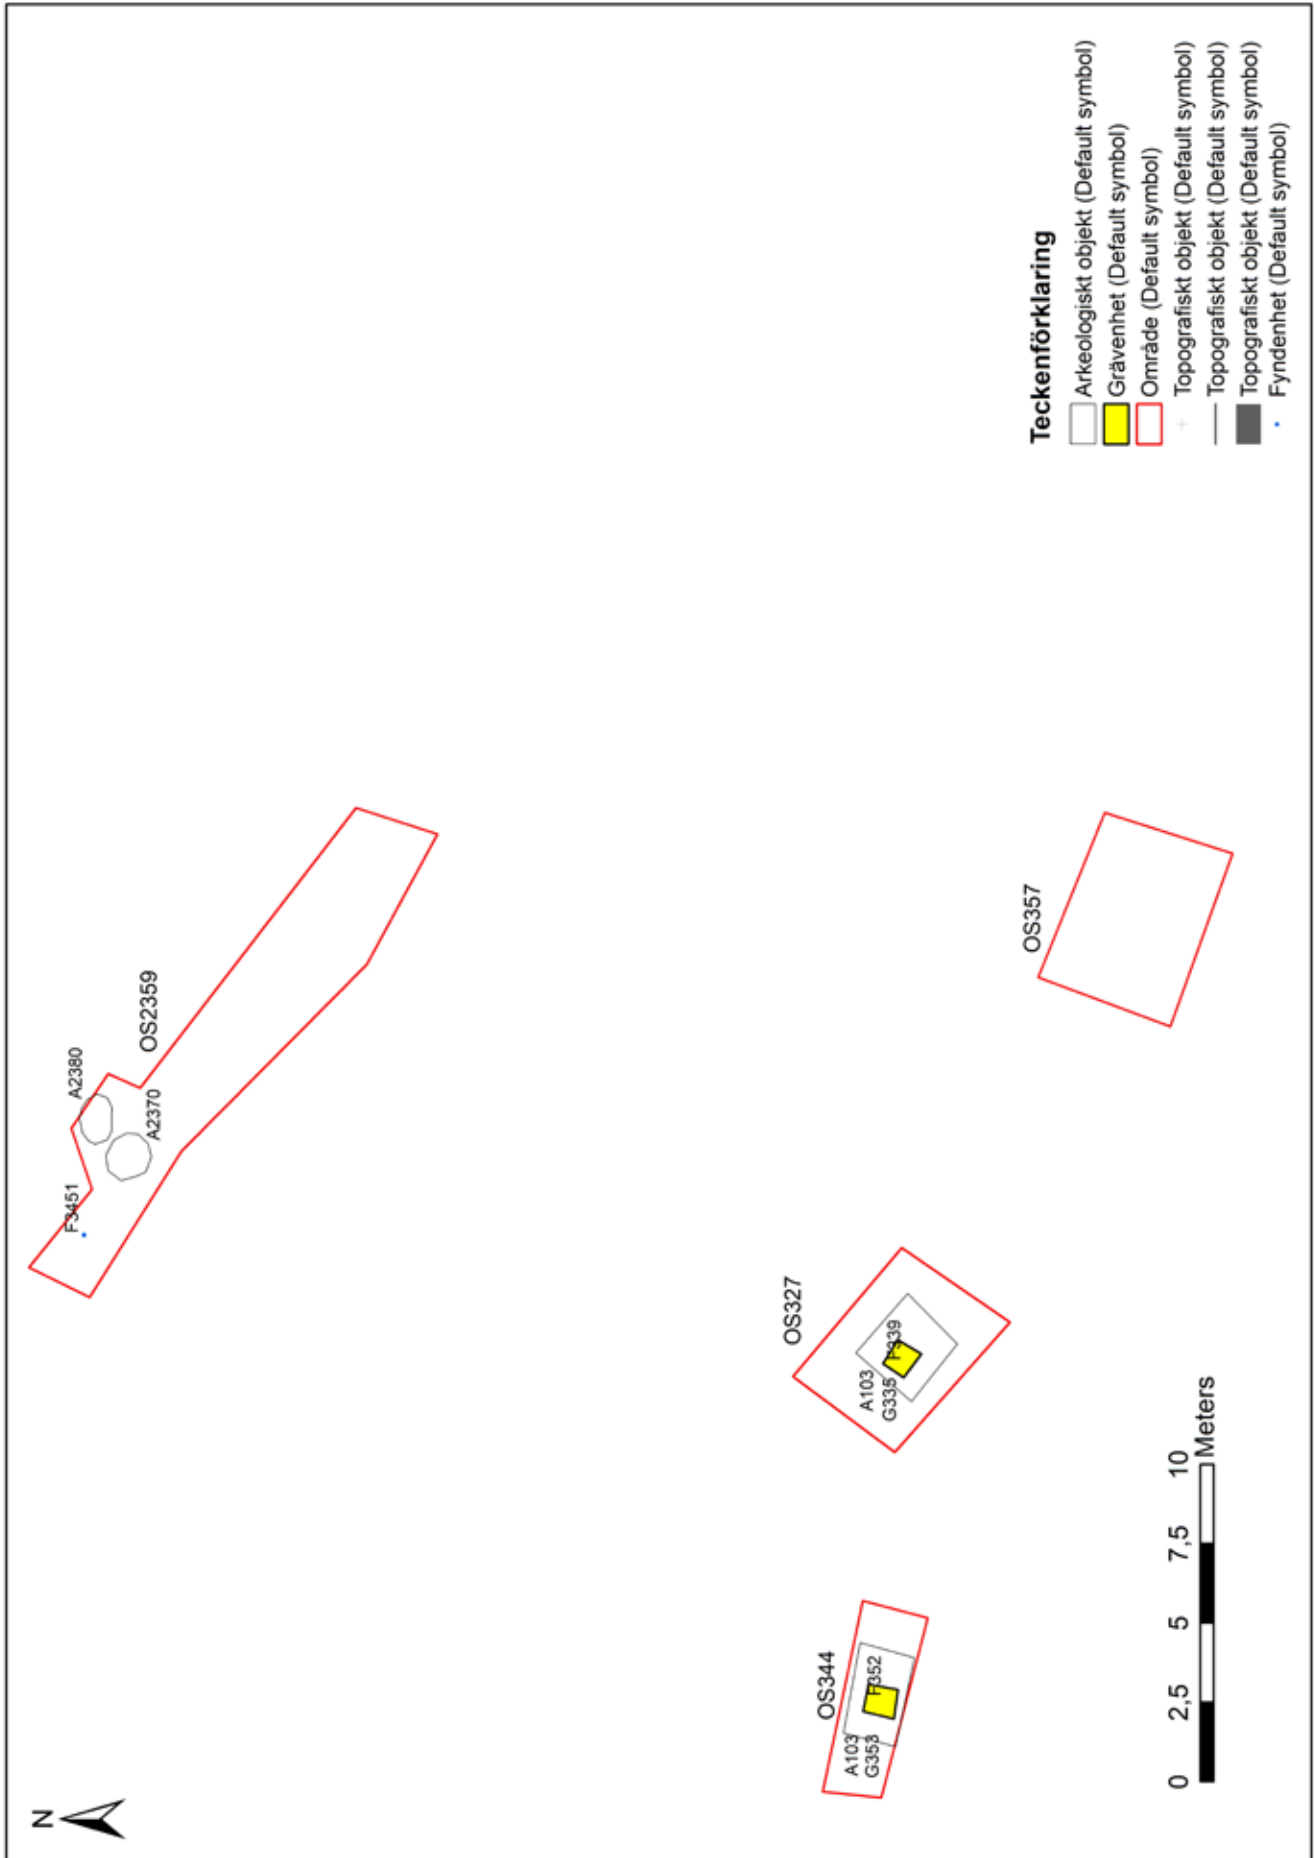 N
F3451
A2380
A2370
OS2359
OS344
A103
G353
F352
OS327
A103
G335
F339
OS357
0 2,5 5 7,5 10
Meters
Teckenförklaring
Arkeologiskt objekt (Default symbol)
Grävenhet (Default symbol)
Område (Default symbol)
Topografiskt objekt (Default symbol)
Topografiskt objekt (Default symbol)
Topografiskt objekt (Default symbol)
Fyndenhet (Default symbol)